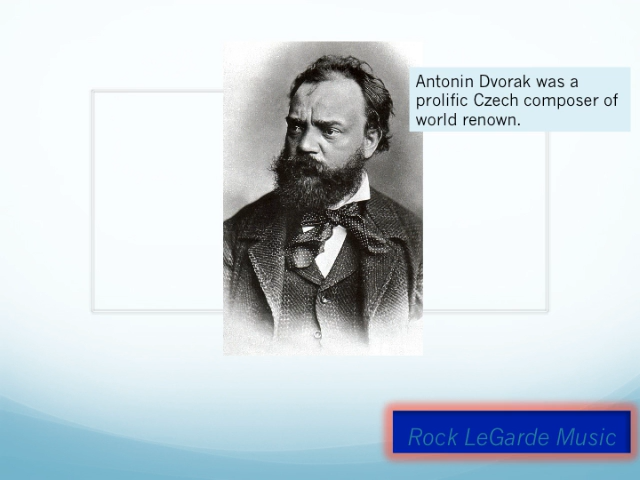 Antonin Dvorak was a
prolific Czech composer of
world renown.
Rock LeGarde Music